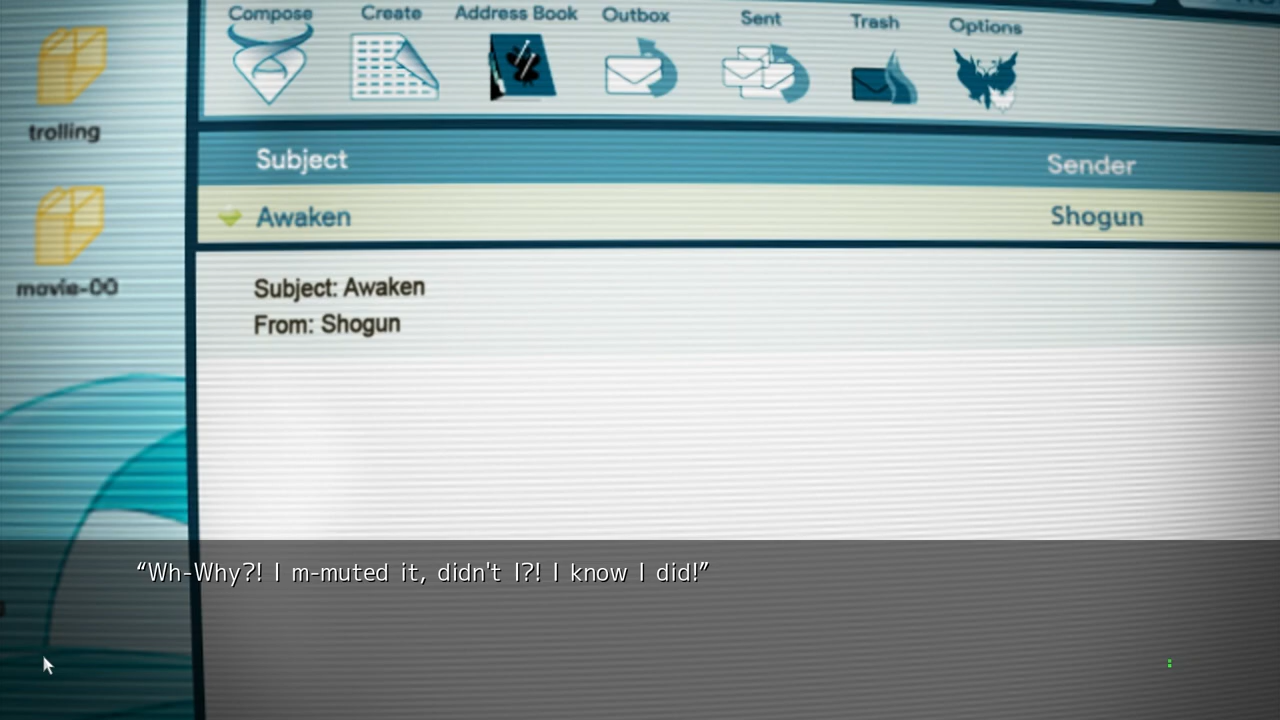 Compose Create Address Book Outbox Sent Trash Options
trolling
Subject Sender
Awaken Shogun
movie-00
Subject: Awaken
From: Shogun
“Wh-Why?! I m-muted it, didn't I?! I know I did!”